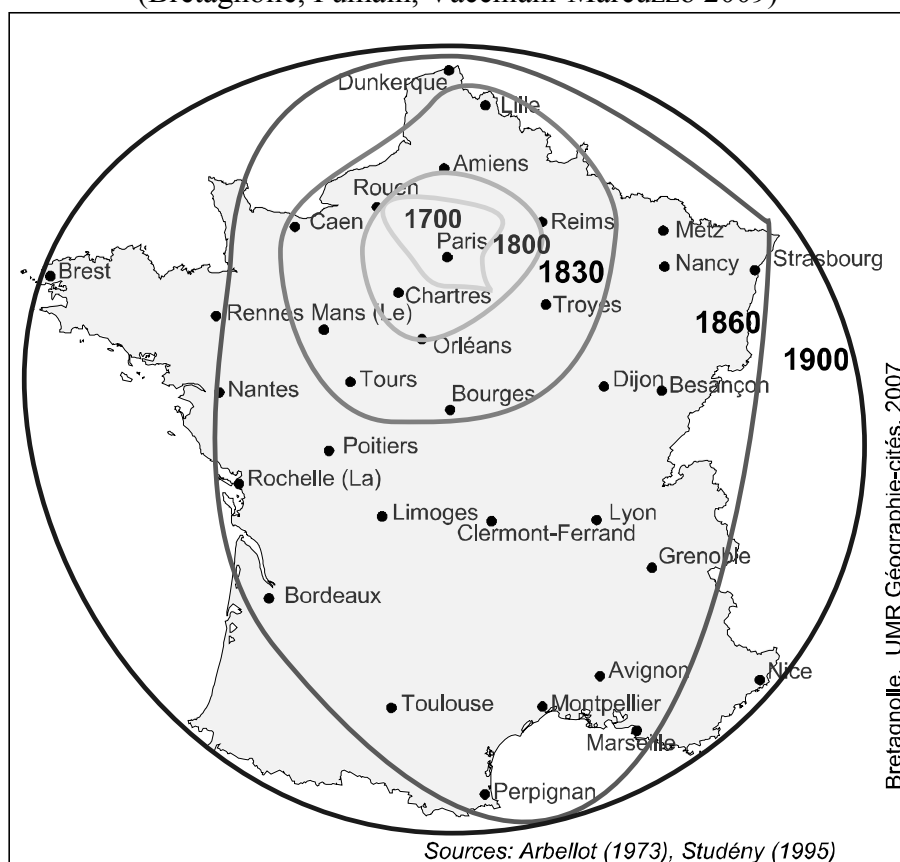 (Bretagnolle, Pumain, Vacchiani-Marcuzzo 2009)
Dunkerque
Lille
Amiens
Rouen
1700
Caen
Paris
1800
Reims
Metz
1830
Nancy
Strasbourg
Brest
Chartres
Troyes
Rennes
Mans (Le)
1860
Orléans
1900
Tours
Dijon
Besançon
Nantes
Bourges
Poitiers
Rochelle (La)
Limoges
Clermont-Ferrand
Lyon
Grenoble
Bordeaux
Avignon
Nice
Toulouse
Montpellier
Marseille
Perpignan
Bretagnolle, UMR Géographie-cités, 2007
Sources: Arbellot (1973), Studény (1995)